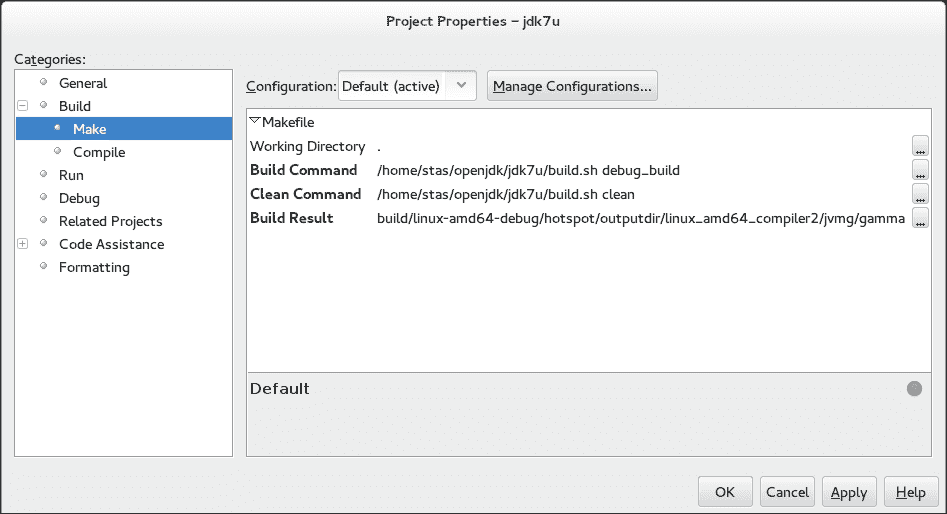 Project Properties – jdk7u
Categories:
General
Build
Make
Compile
Run
Debug
Related Projects
Code Assistance
Formatting
Configuration: Default (active) Manage Configurations...
Makefile
Working Directory .
Build Command /home/stas/openjdk/jdk7u/build.sh debug_build
Clean Command /home/stas/openjdk/jdk7u/build.sh clean
Build Result build/linux-amd64-debug/hotspot/outputdir/linux_amd64_compiler2/jvmg/gamma
Default
OK Cancel Apply Help